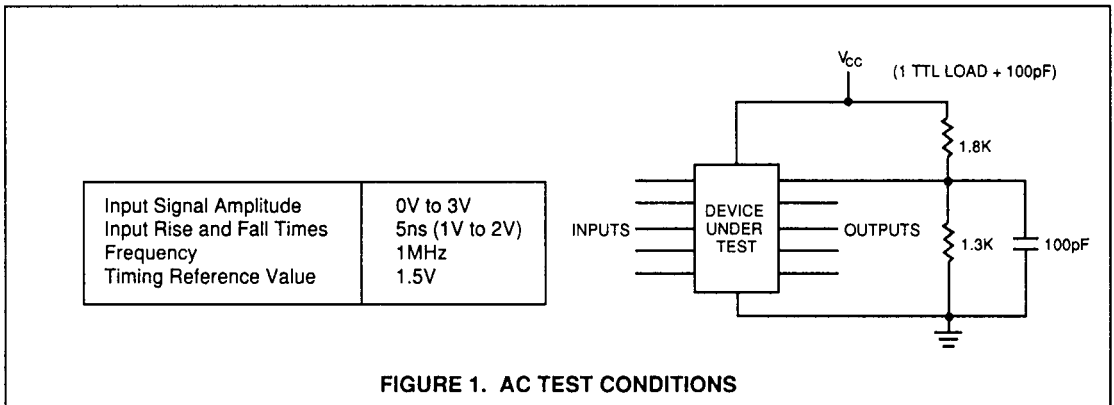 Input Signal Amplitude 0V to 3V
Input Rise and Fall Times 5ns (1V to 2V)
Frequency 1MHz
Timing Reference Value 1.5V
VCC
(1 TTL LOAD + 100pF)
1.8K
INPUTS
DEVICE
UNDER
TEST
OUTPUTS
1.3K
100pF
FIGURE 1. AC TEST CONDITIONS